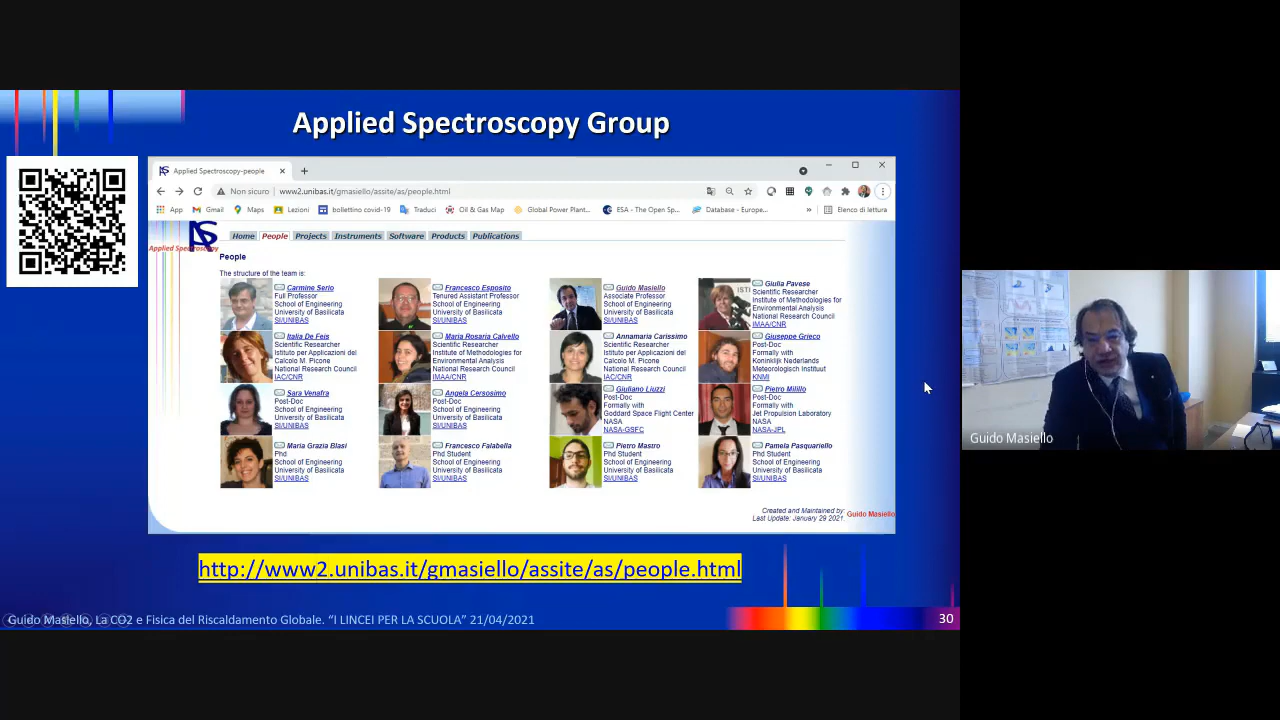 Applied Spectroscopy Group
Applied Spectroscopy-people
Non sicuro | www2.unibas.it/gmasiello/assite/as/people.html
App Gmail Maps Lezioni bollettino covid-19 Traduci Oil & Gas Map Global Power Plant... ESA - The Open Sp... Database - Europe... » Elenco di lettura
AS
Applied Spectroscopy
Home People Projects Instruments Software Products Publications
People
The structure of the team is:
Carmine Serio
Full Professor
School of Engineering
University of Basilicata
SI/UNIBAS
Francesco Esposito
Tenured Assistant Professor
School of Engineering
University of Basilicata
SI/UNIBAS
Guido Masiello
Associate Professor
School of Engineering
University of Basilicata
SI/UNIBAS
Giulia Pavese
Scientific Researcher
Institute of Methodologies for
Environmental Analysis
National Research Council
IMAA/CNR
Italia De Feis
Scientific Researcher
Istituto per Applicazioni del
Calcolo M. Picone
National Research Council
IAC/CNR
Maria Rosaria Calvello
Scientific Researcher
Institute of Methodologies for
Environmental Analysis
National Research Council
IMAA/CNR
Annamaria Carissimo
Scientific Researcher
Istituto per Applicazioni del
Calcolo M. Picone
National Research Council
IAC/CNR
Giuseppe Grieco
Post-Doc
Formally with
Koninklijk Nederlands
Meteorologisch Instituut
KNMI
Sara Venafra
Post-Doc
School of Engineering
University of Basilicata
SI/UNIBAS
Angela Cersosimo
Post-Doc
School of Engineering
University of Basilicata
SI/UNIBAS
Giuliano Liuzzi
Post-Doc
Formally with
Goddard Space Flight Center
NASA
NASA-GSFC
Pietro Milillo
Post-Doc
Formally with
Jet Propulsion Laboratory
NASA
NASA-JPL
Maria Grazia Blasi
Phd
School of Engineering
University of Basilicata
SI/UNIBAS
Francesco Falabella
Phd Student
School of Engineering
University of Basilicata
SI/UNIBAS
Pietro Mastro
Phd Student
School of Engineering
University of Basilicata
SI/UNIBAS
Pamela Pasquariello
Phd Student
School of Engineering
University of Basilicata
SI/UNIBAS
Created and Maintained by: Guido Masiello
Last Update: January 29 2021.
http://www2.unibas.it/gmasiello/assite/as/people.html
Guido Masiello, La CO2 e Fisica del Riscaldamento Globale. “I LINCEI PER LA SCUOLA” 21/04/2021
30
Guido Masiello